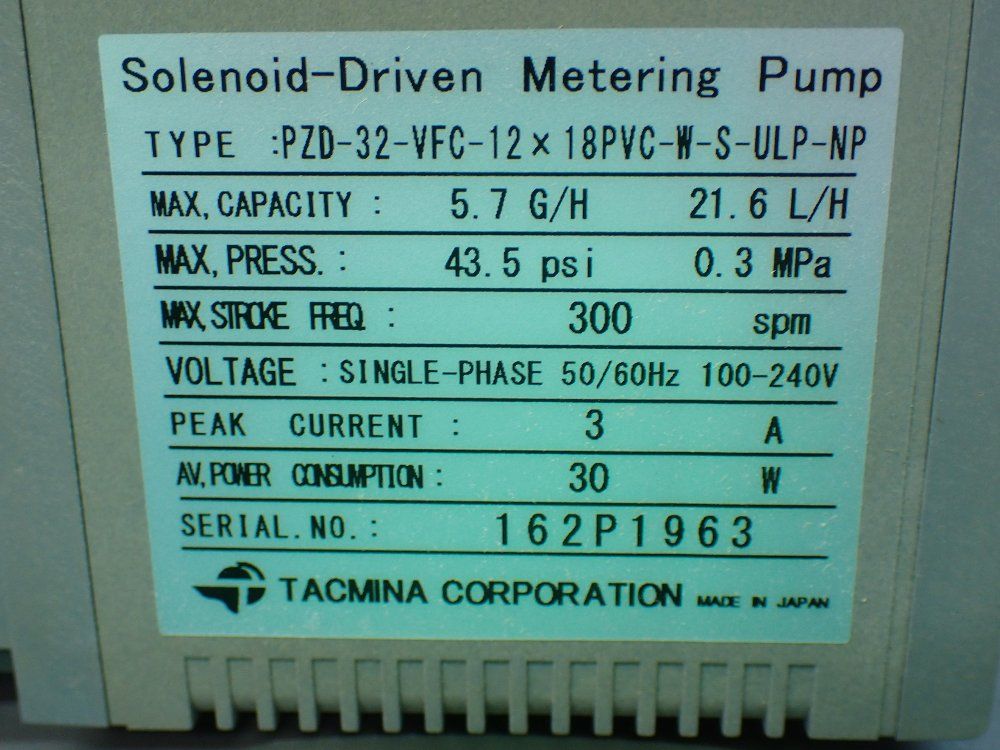 Solenoid-Driven Metering Pump
TYPE :PZD-32-VFC-12×18PVC-W-S-ULP-NP
MAX,CAPACITY : 5.7 G/H 21.6 L/H
MAX,PRESS. : 43.5 psi 0.3 MPa
MAX,STROKE FREQ. : 300 spm
VOLTAGE :SINGLE-PHASE 50/60Hz 100-240V
PEAK CURRENT : 3 A
AV,POWER CONSUMPTION : 30 W
SERIAL.NO.: 162P1963
TACMINA CORPORATION MADE IN JAPAN